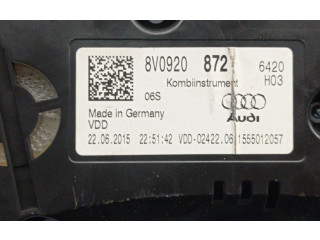 8V0920 872 6420
Kombiinstrument H03
06S
Made in Germany
VDD
Audi
22.06.2015 22:51:42 VDD-02422.06 1555012057